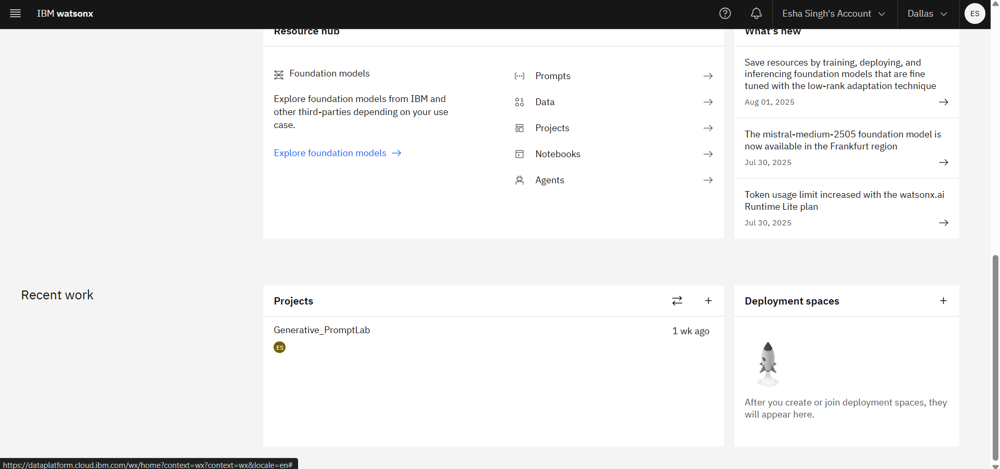 IBM watsonx
Esha Singh's Account
Dallas
ES
Resource hub
Foundation models
Explore foundation models from IBM and
other third-parties depending on your use
case.
Explore foundation models
Prompts
Data
Projects
Notebooks
Agents
What's new
Save resources by training, deploying, and
inferencing foundation models that are fine
tuned with the low-rank adaptation technique
Aug 01, 2025
The mistral-medium-2505 foundation model is
now available in the Frankfurt region
Jul 30, 2025
Token usage limit increased with the watsonx.ai
Runtime Lite plan
Jul 30, 2025
Recent work
Projects
Generative_PromptLab
1 wk ago
ES
Deployment spaces
After you create or join deployment spaces, they
will appear here.
https://dataplatform.cloud.ibm.com/wx/home?context=wx?context=wx&locale=en#